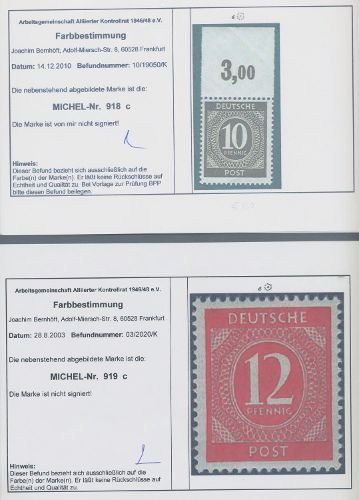 Arbeitsgemeinschaft Alliierter Kontrollrat 1946/48 e.V.
Farbbestimmung
Joachim Bernhöft, Adolf-Miersch-Str. 8, 60528 Frankfurt
Datum: 14.12.2010 Befundnummer: 10/19050/K
Die nebenstehend abgebildete Marke ist die:
MICHEL-Nr. 918 c
Die Marke ist von mir nicht signiert!
Hinweis:
Dieser Befund bezieht sich ausschließlich auf die
Farbe(n) der Marke(n). Er läßt keine Rückschlüsse auf
Echtheit und Qualität zu. Bei Vorlage zur Prüfung BPP
bitte diesen Befund beilegen.
3,00
DEUTSCHE
10
PFENNIG
POST
Arbeitsgemeinschaft Alliierter Kontrollrat 1946/48 e.V.
Farbbestimmung
Joachim Bernhöft, Adolf-Miersch-Str. 8, 60528 Frankfurt
Datum: 28.8.2003 Befundnummer: 03/2020/K
Die nebenstehend abgebildete Marke ist die:
MICHEL-Nr. 919 c
Die Marke ist nicht signiert!
Hinweis:
Dieser Befund bezieht sich ausschließlich auf die
Farbe(n) der Marke(n). Er läßt keine Rückschlüsse auf
Echtheit und Qualität zu.
DEUTSCHE
12
PFENNIG
POST